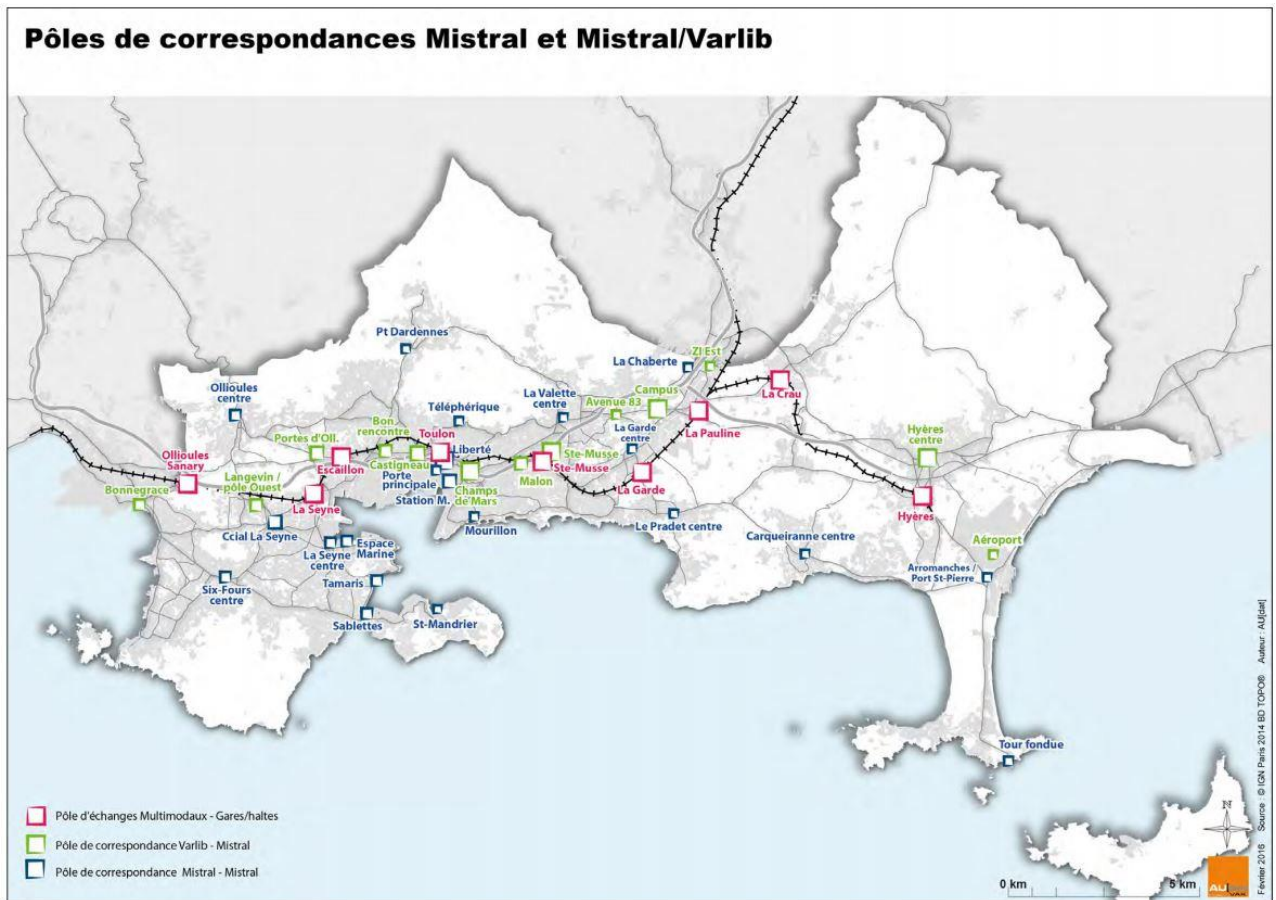 Pôles de correspondances Mistral et Mistral/Varlib
Pt Dardennes
La Chaberte
ZI Est
La Crau
Ollioules
centre
Téléphérique
La Valette
centre
Avenue 83
Campus
La Pauline
Portes d'Oll.
Bon
rencontre
Toulon
Liberté
La Garde
centre
Hyères
centre
Ollioules
Sanary
Langevin /
pôle Ouest
Escaillon
Castigneau
Porte
principale
Station M.
Champs
de Mars
Malon
Ste-Musse
Ste-Musse
La Garde
Hyères
Bonnegrace
La Seyne
Ccial La Seyne
Mourillon
Le Pradet centre
Carqueiranne centre
Aéroport
La Seyne
centre
Espace
Marine
Arromanches /
Port St-Pierre
Six-Fours
centre
Tamaris
Sablettes
St-Mandrier
Tour fondue
Pôle d'échanges Multimodaux - Gares/haltes
Pôle de correspondance Varlib - Mistral
Pôle de correspondance Mistral - Mistral
N
0 km
5 km
AU[dat]
VAR
Février 2016 Source : © IGN Paris 2014 BD TOPO® Auteur : AU[dat]